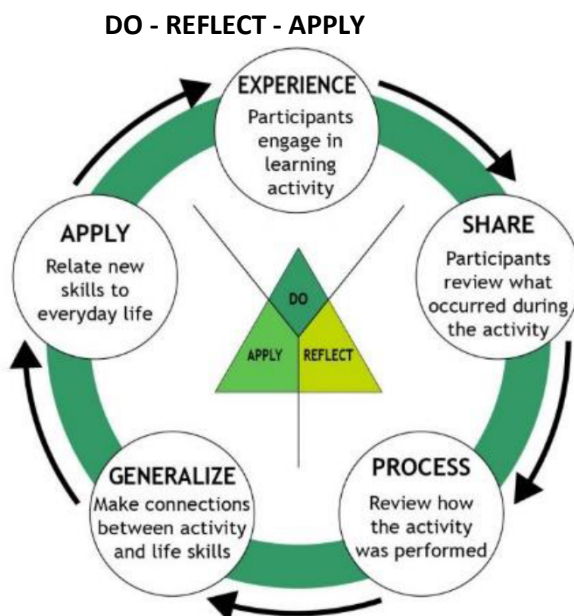 DO - REFLECT - APPLY
EXPERIENCE
Participants
engage in
learning
activity
SHARE
Participants
review what
occurred during
the activity
PROCESS
Review how
the activity
was performed
GENERALIZE
Make connections
between activity
and life skills
APPLY
Relate new
skills to
everyday life
DO
APPLY
REFLECT